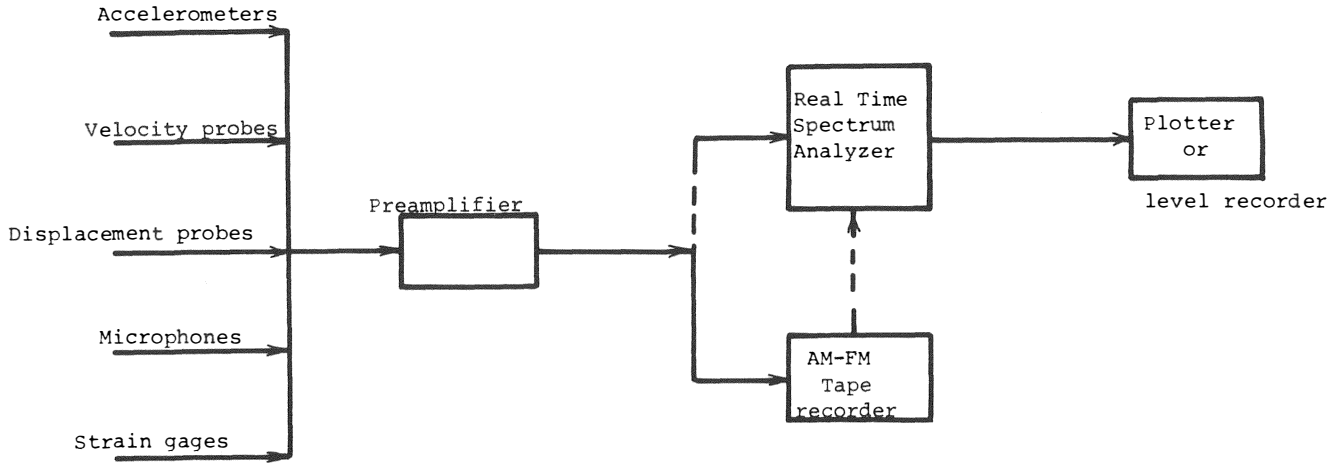 Accelerometers
Velocity probes
Displacement probes
Microphones
Strain gages
Preamplifier
Real Time
Spectrum
Analyzer
AM-FM
Tape
recorder
Plotter
or
level recorder